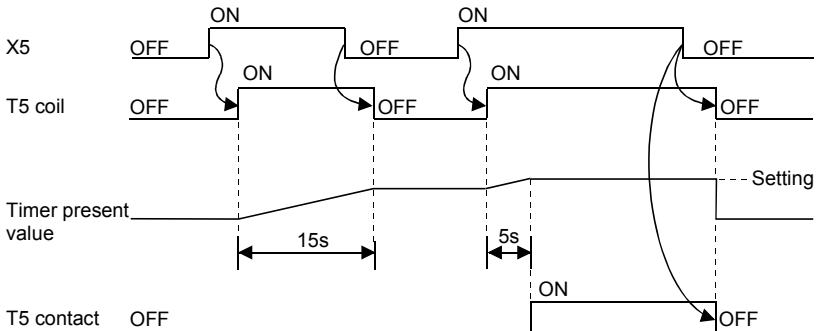 ON ON
X5 OFF OFF OFF
ON ON
T5 coil OFF OFF OFF
Setting
Timer present
value
15s 5s
ON
T5 contact OFF OFF